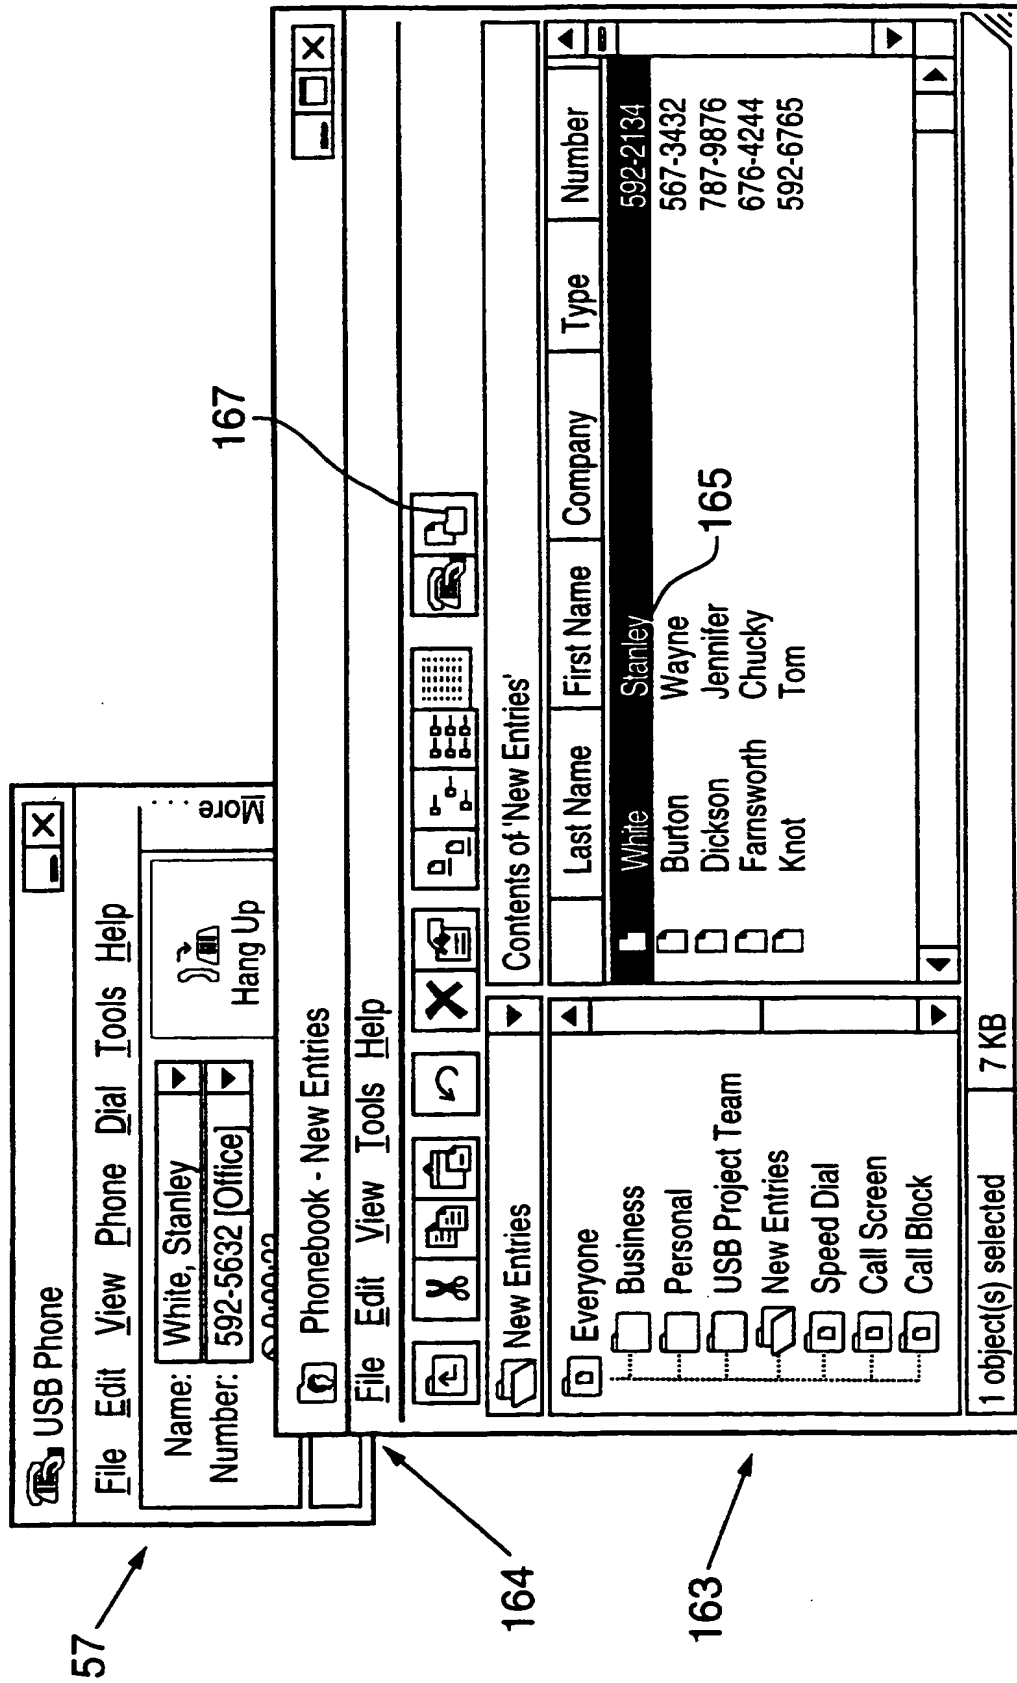 57
USB Phone
File Edit View Phone Dial Tools Help
Name: White, Stanley
Number: 592-5632 [Office]
Hang Up
More
167
164
Phonebook - New Entries
File Edit View Tools Help
163
New Entries
Contents of 'New Entries'
Everyone
Business
Personal
USB Project Team
New Entries
Speed Dial
Call Screen
Call Block
Last Name First Name Company Type Number
White Stanley 592-2134
Burton Wayne 567-3432
Dickson Jennifer 787-9876
Farnsworth Chucky 676-4244
Knot Tom 592-6765
165
1 object(s) selected 7 KB